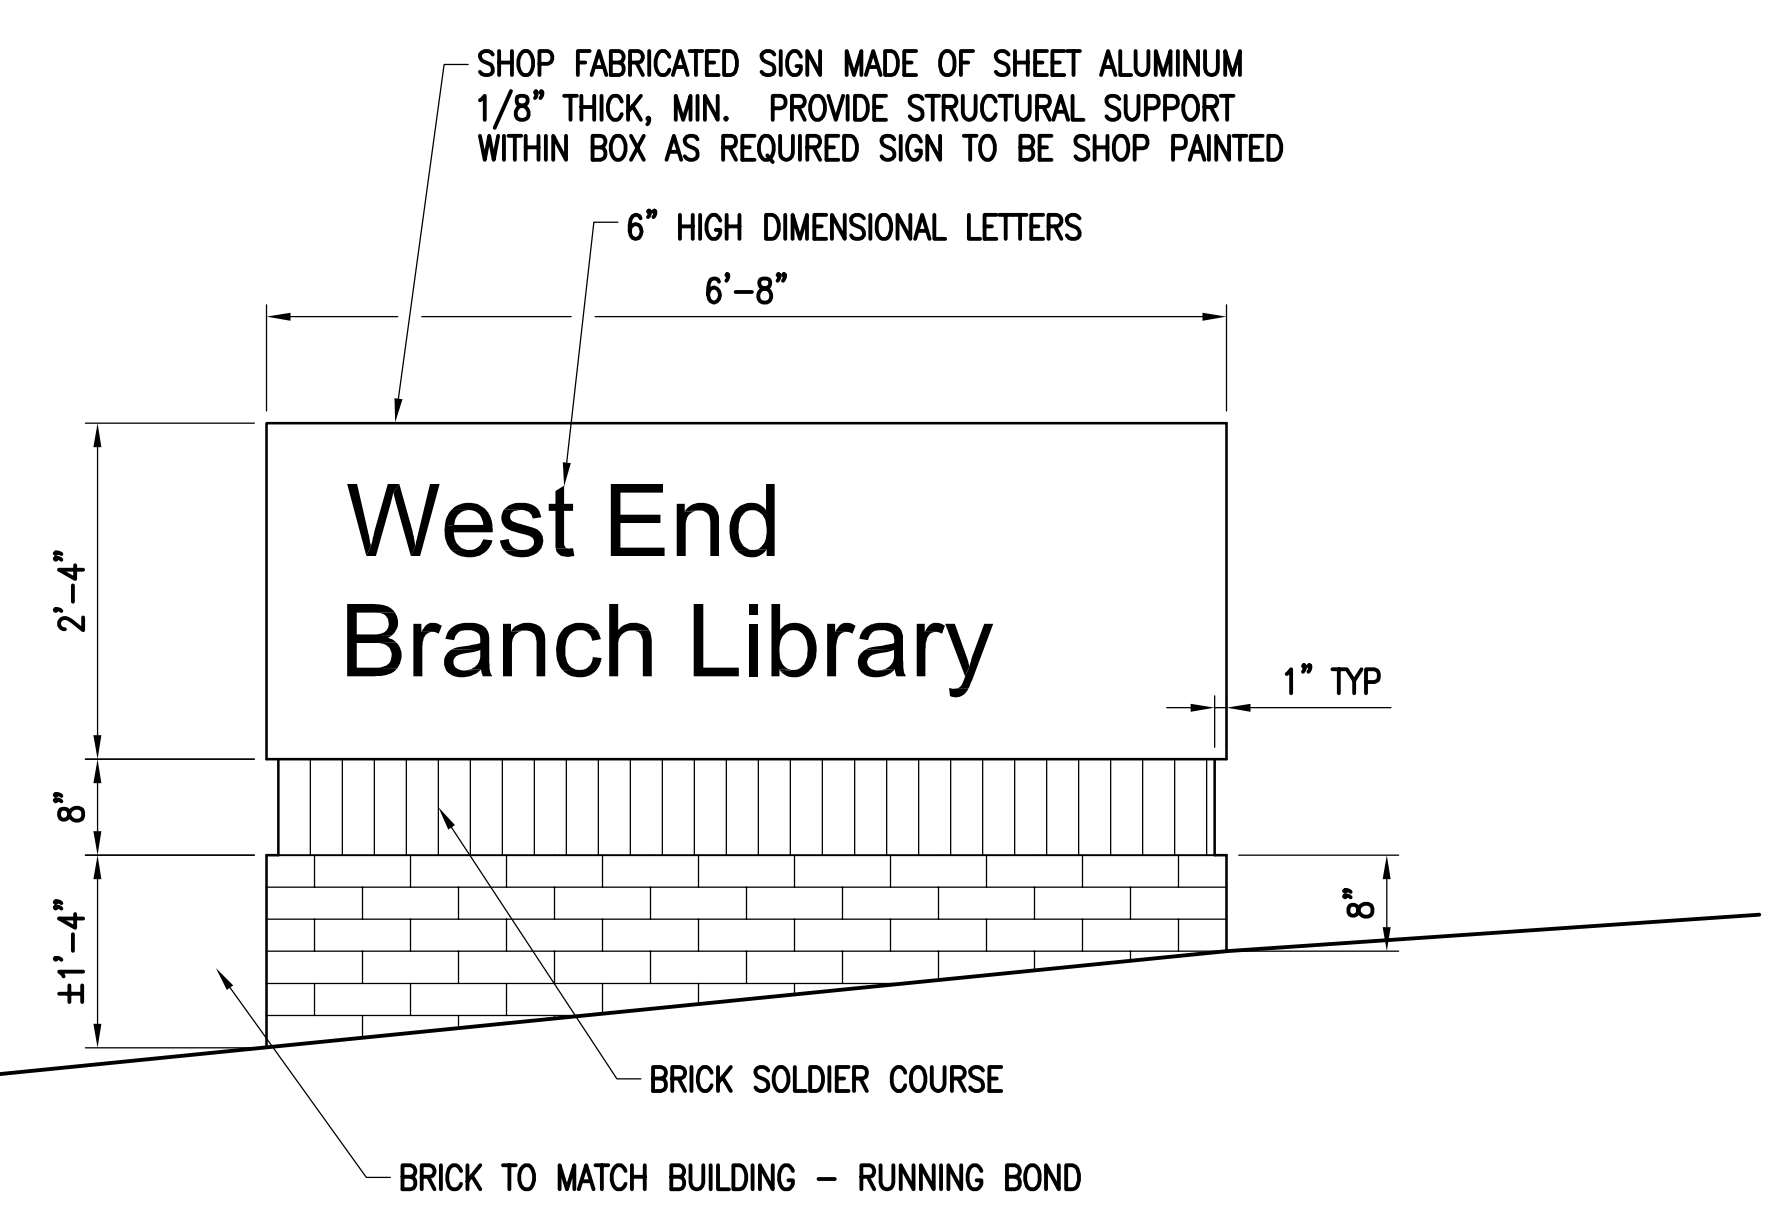 SHOP FABRICATED SIGN MADE OF SHEET ALUMINUM
1/8” THICK, MIN. PROVIDE STRUCTURAL SUPPORT
WITHIN BOX AS REQUIRED SIGN TO BE SHOP PAINTED
6” HIGH DIMENSIONAL LETTERS
6’–8”
West End
2’–4”
Branch Library
1” TYP
8”
8”
±1’–4”
BRICK SOLDIER COURSE
BRICK TO MATCH BUILDING – RUNNING BOND